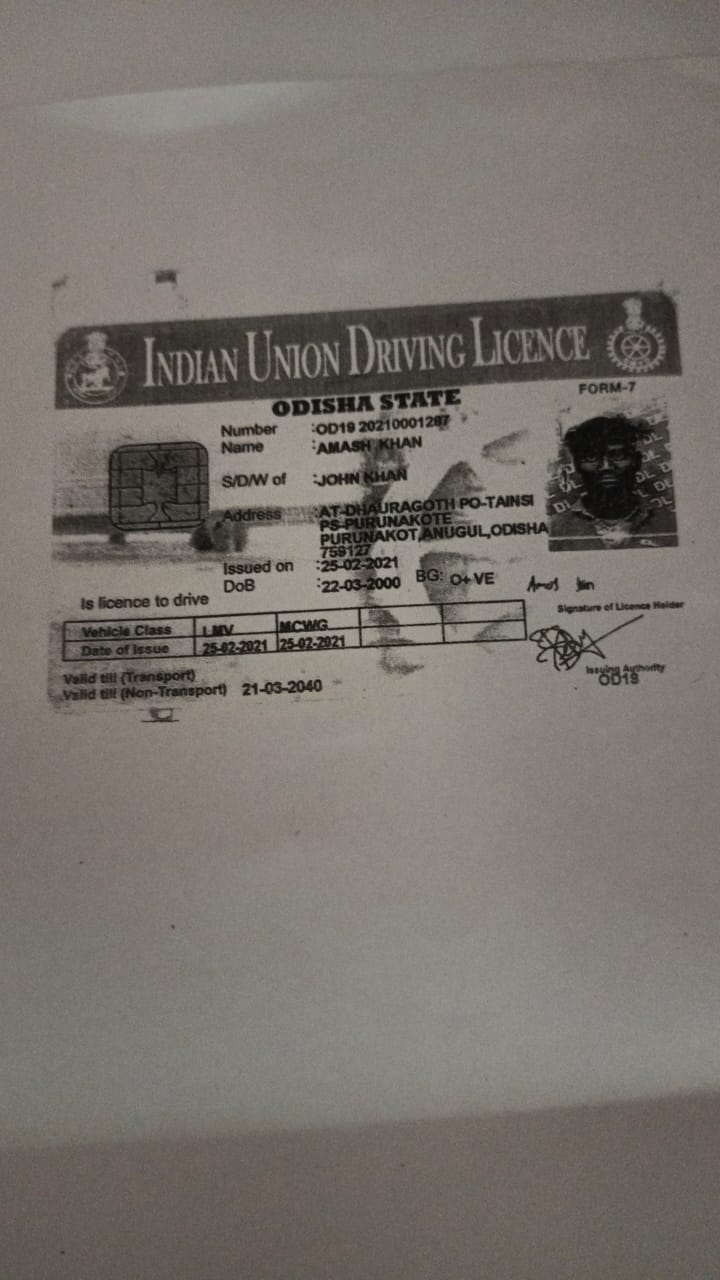 INDIAN UNION DRIVING LICENCE
FORM-7
ODISHA STATE
Number :OD19 20210001287
Name :AMASH KHAN
S/D/W of :JOHN KHAN
Address :AT-DHAURAGOTH PO-TAINSI
PS-PURUNAKOTE
PURUNAKOT,ANUGUL,ODISHA
759127
Issued on :25-02-2021
DoB :22-03-2000 BG: O+VE
Is licence to drive
Signature of Licence Holder
Vehicle Class LMV MCWG
Date of Issue 25-02-2021 25-02-2021
Issuing Authority
OD19
Valid till (Transport)
Valid till (Non-Transport) 21-03-2040